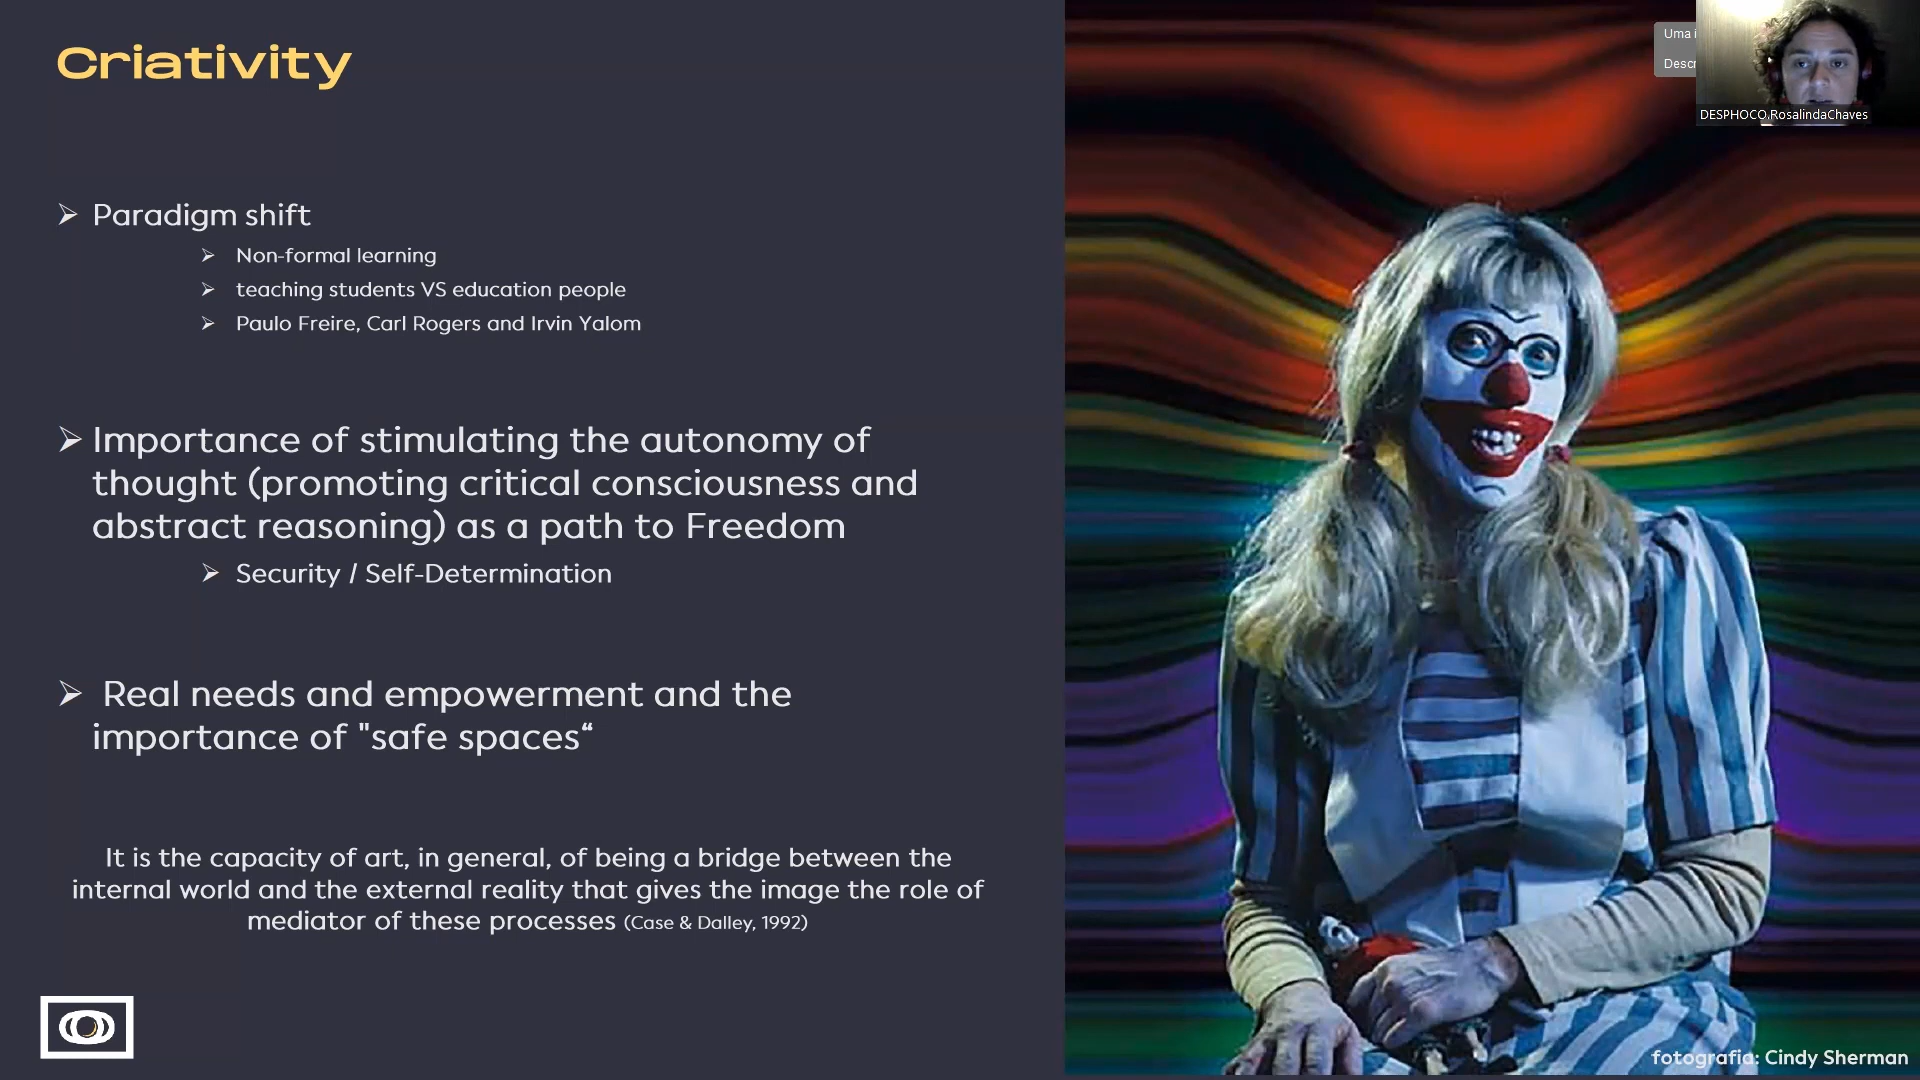 Criativity
Paradigm shift
Non-formal learning
teaching students VS education people
Paulo Freire, Carl Rogers and Irvin Yalom
Importance of stimulating the autonomy of
thought (promoting critical consciousness and
abstract reasoning) as a path to Freedom
Security / Self-Determination
Real needs and empowerment and the
importance of "safe spaces“
It is the capacity of art, in general, of being a bridge between the
internal world and the external reality that gives the image the role of
mediator of these processes (Case & Dalley, 1992)
Uma
DESPHOCO.RosalindaChaves
fotografia: Cindy Sherman